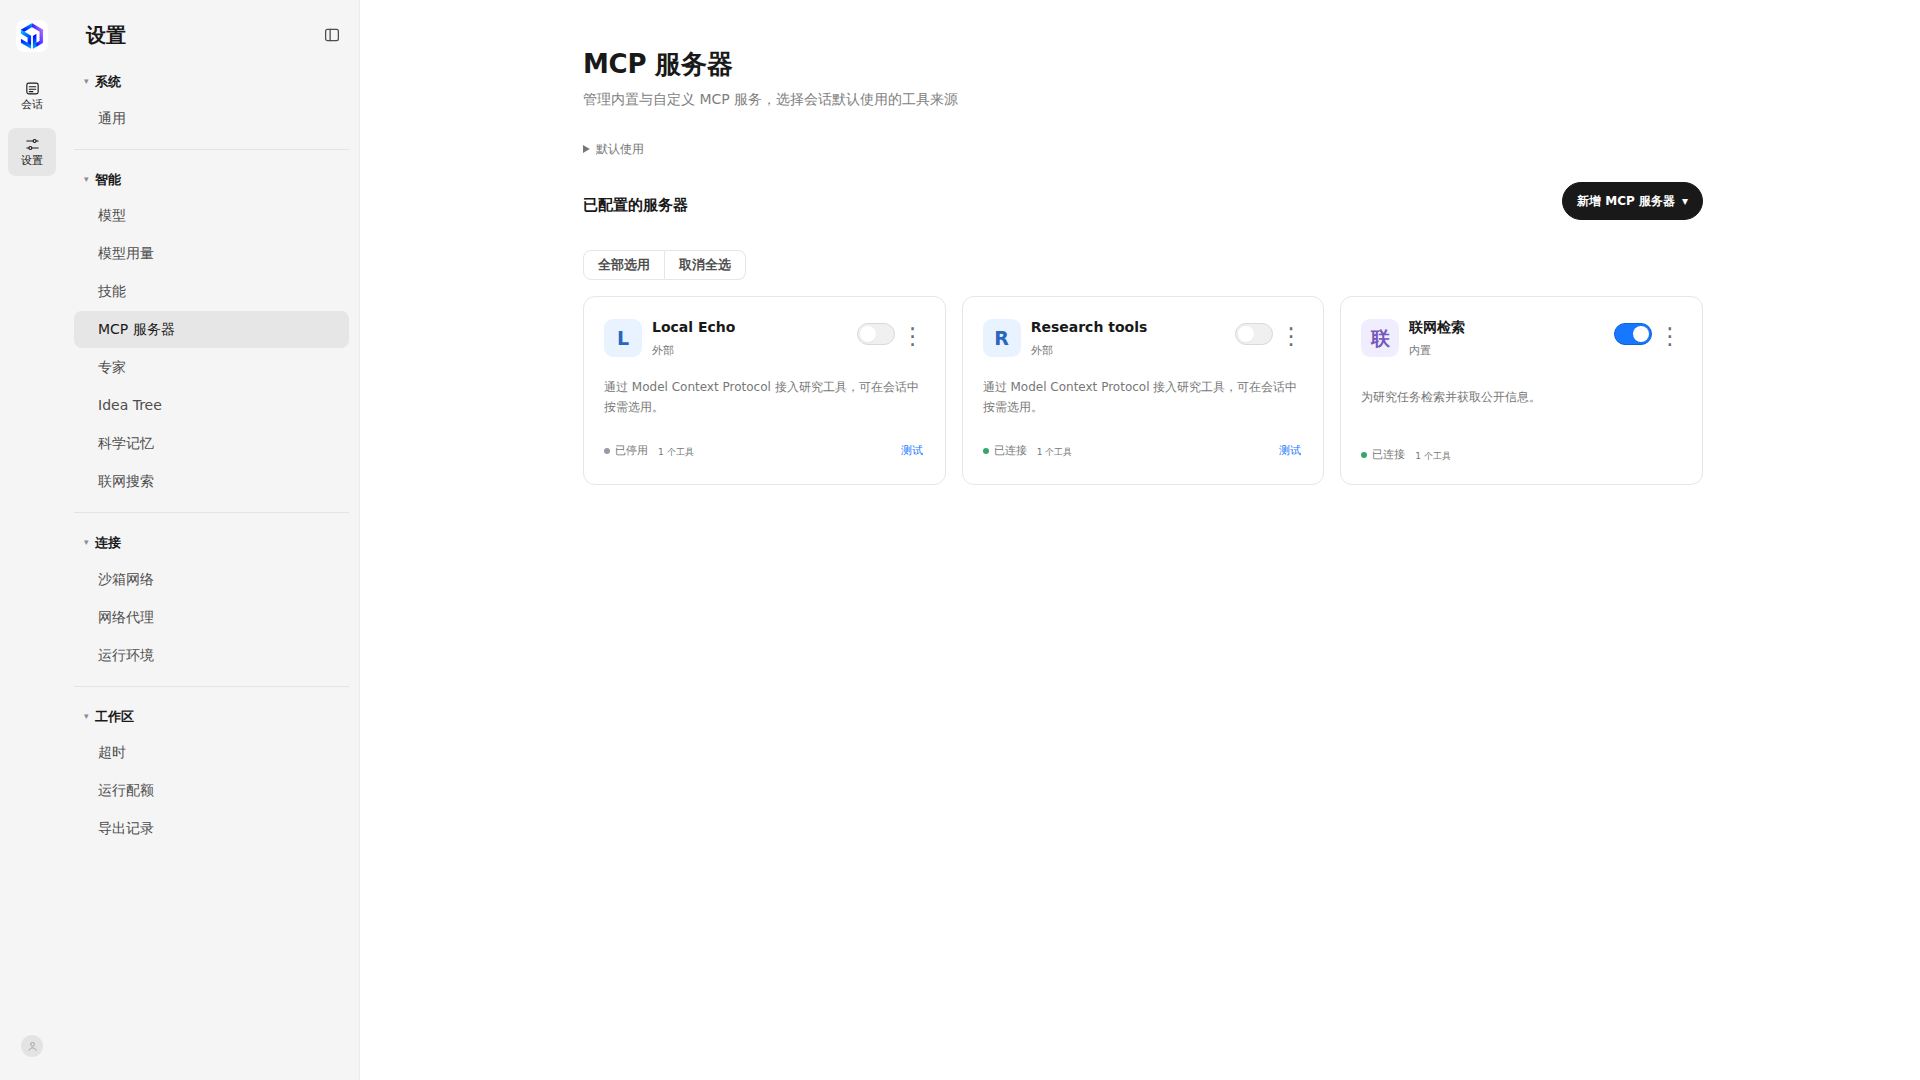 设置
会话
设置
系统
通用
智能
模型
模型用量
技能
MCP 服务器
专家
Idea Tree
科学记忆
联网搜索
连接
沙箱网络
网络代理
运行环境
工作区
超时
运行配额
导出记录
MCP 服务器
管理内置与自定义 MCP 服务，选择会话默认使用的工具来源
默认使用
已配置的服务器
新增 MCP 服务器
全部选用 取消全选
L
Local Echo
外部
通过 Model Context Protocol 接入研究工具，可在会话中
按需选用。
已停用 1 个工具 测试
R
Research tools
外部
通过 Model Context Protocol 接入研究工具，可在会话中
按需选用。
已连接 1 个工具 测试
联
联网检索
内置
为研究任务检索并获取公开信息。
已连接 1 个工具